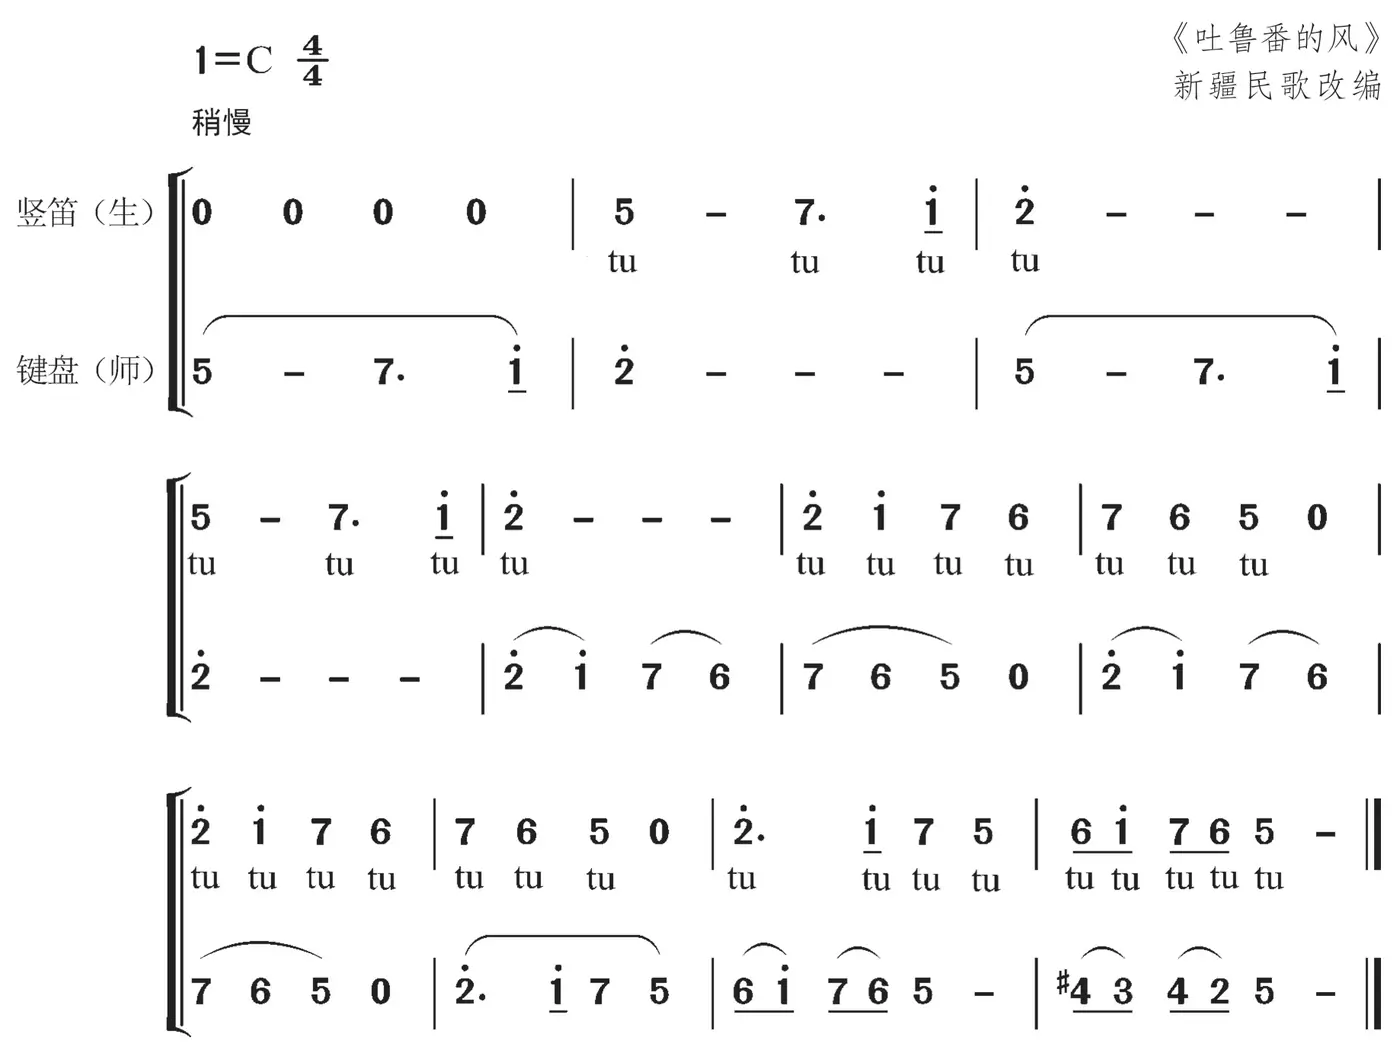 1=C 4/4
《吐鲁番的风》
新疆民歌改编
稍慢
竖笛（生） 0 0 0 0 | 5 – 7. i̲̇ | 2̇ – – – |
tu tu tu tu
键盘（师） 5 – 7. i̲̇ | 2̇ – – – | 5 – 7. i̲̇ |
5 – 7. i̲̇ | 2̇ – – – | 2̇ i̇ 7 6 | 7 6 5 0 |
tu tu tu tu tu tu tu tu tu tu tu
2̇ – – – | 2̇ i̇ 7 6 | 7 6 5 0 | 2̇ i̇ 7 6 |
2̇ i̇ 7 6 | 7 6 5 0 | 2̇. i̲̇ 7 5 | 6̲ i̲̇ 7̲ 6̲ 5 – ‖
tu tu tu tu tu tu tu tu tu tu tu tu tu tu tu tu
7 6 5 0 | 2̇. i̲̇ 7 5 | 6̲ i̲̇ 7̲ 6̲ 5 – | #4̲ 3̲ 4̲ 2̲ 5 – ‖